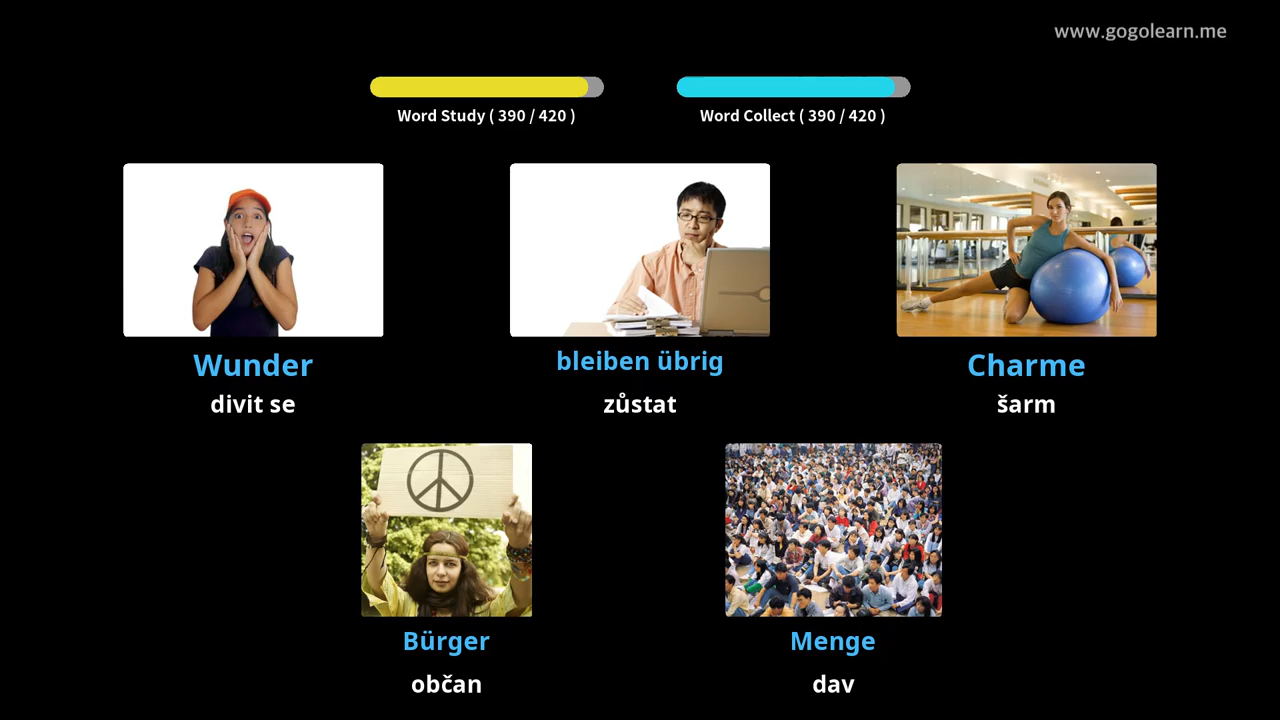 www.gogolearn.me
Word Study ( 390 / 420 )
Word Collect ( 390 / 420 )
Wunder
bleiben übrig
Charme
divit se
zůstat
šarm
Bürger
Menge
občan
dav